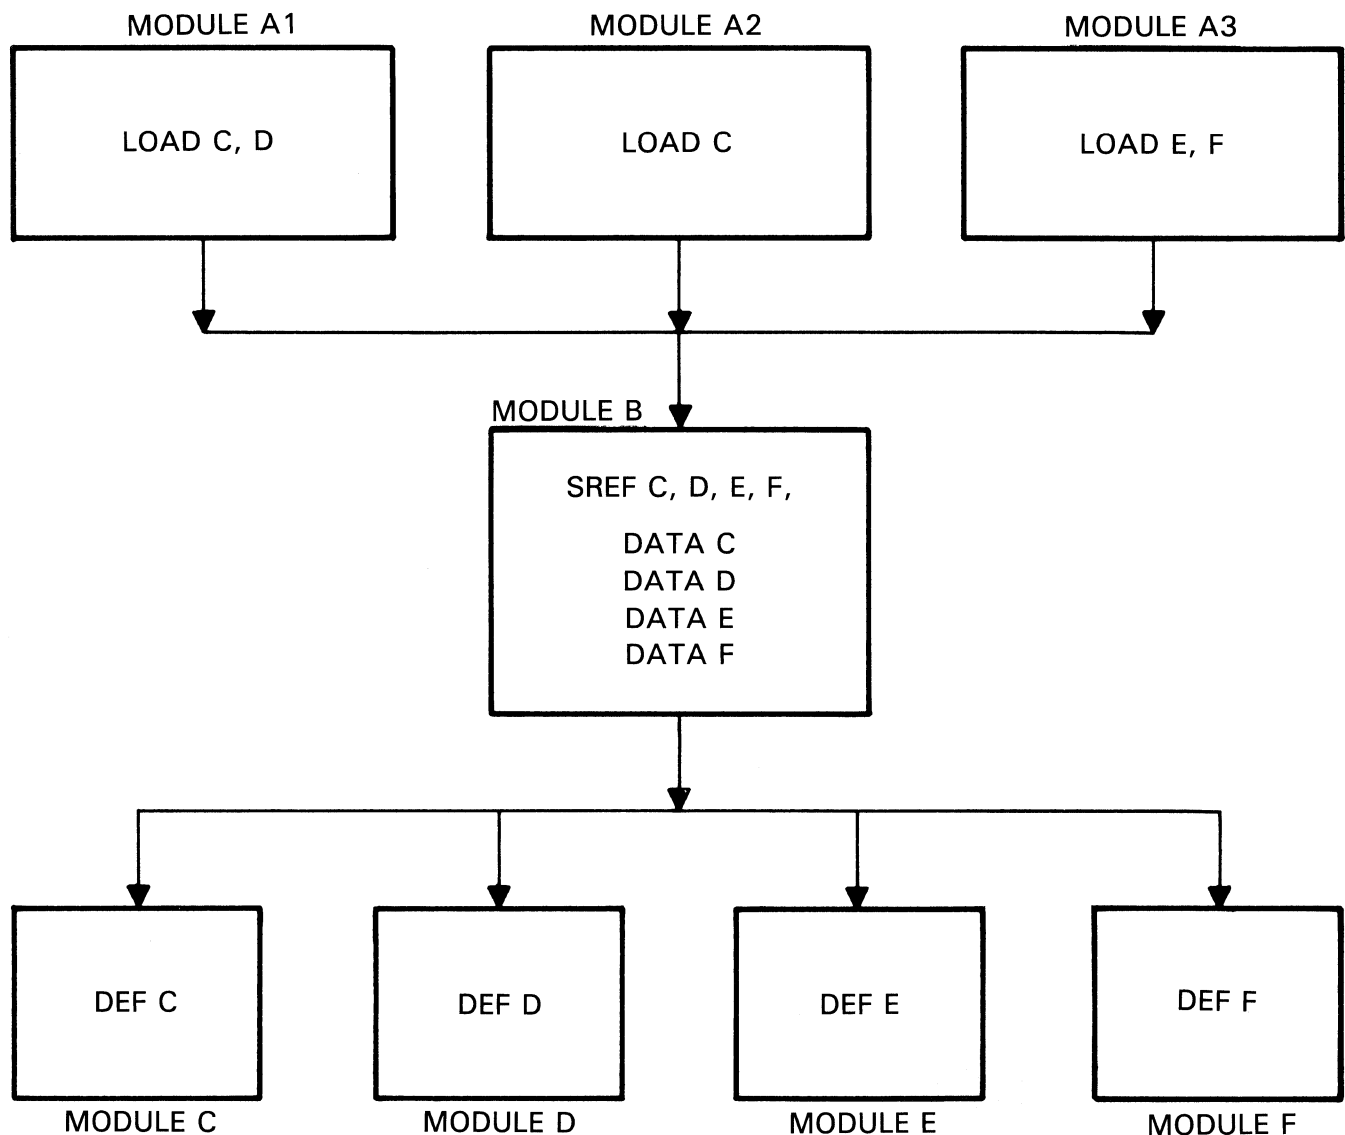 MODULE A1
MODULE A2
MODULE A3
LOAD C, D
LOAD C
LOAD E, F
MODULE B
SREF C, D, E, F,
DATA C
DATA D
DATA E
DATA F
DEF C
DEF D
DEF E
DEF F
MODULE C
MODULE D
MODULE E
MODULE F